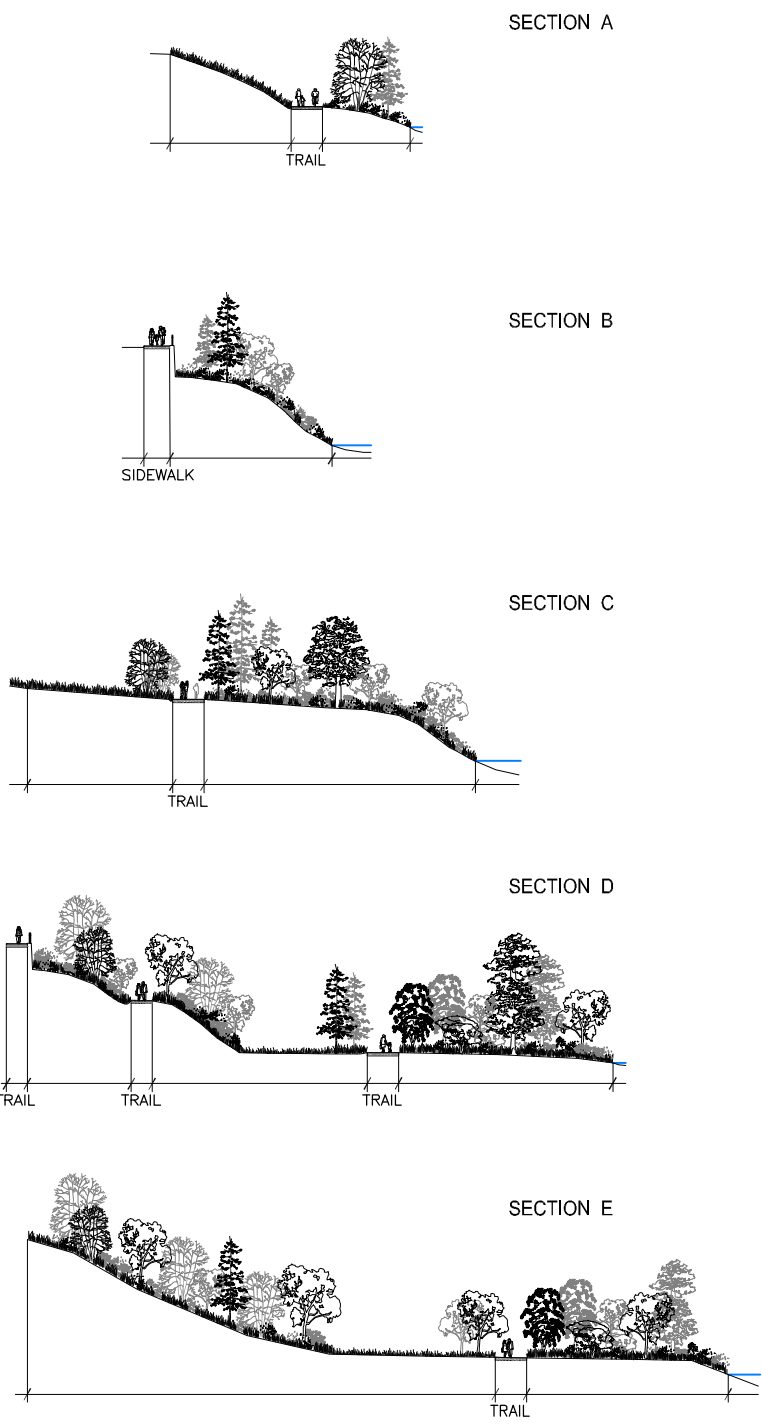 SECTION A
TRAIL
SECTION B
SIDEWALK
SECTION C
TRAIL
SECTION D
TRAIL TRAIL TRAIL
SECTION E
TRAIL